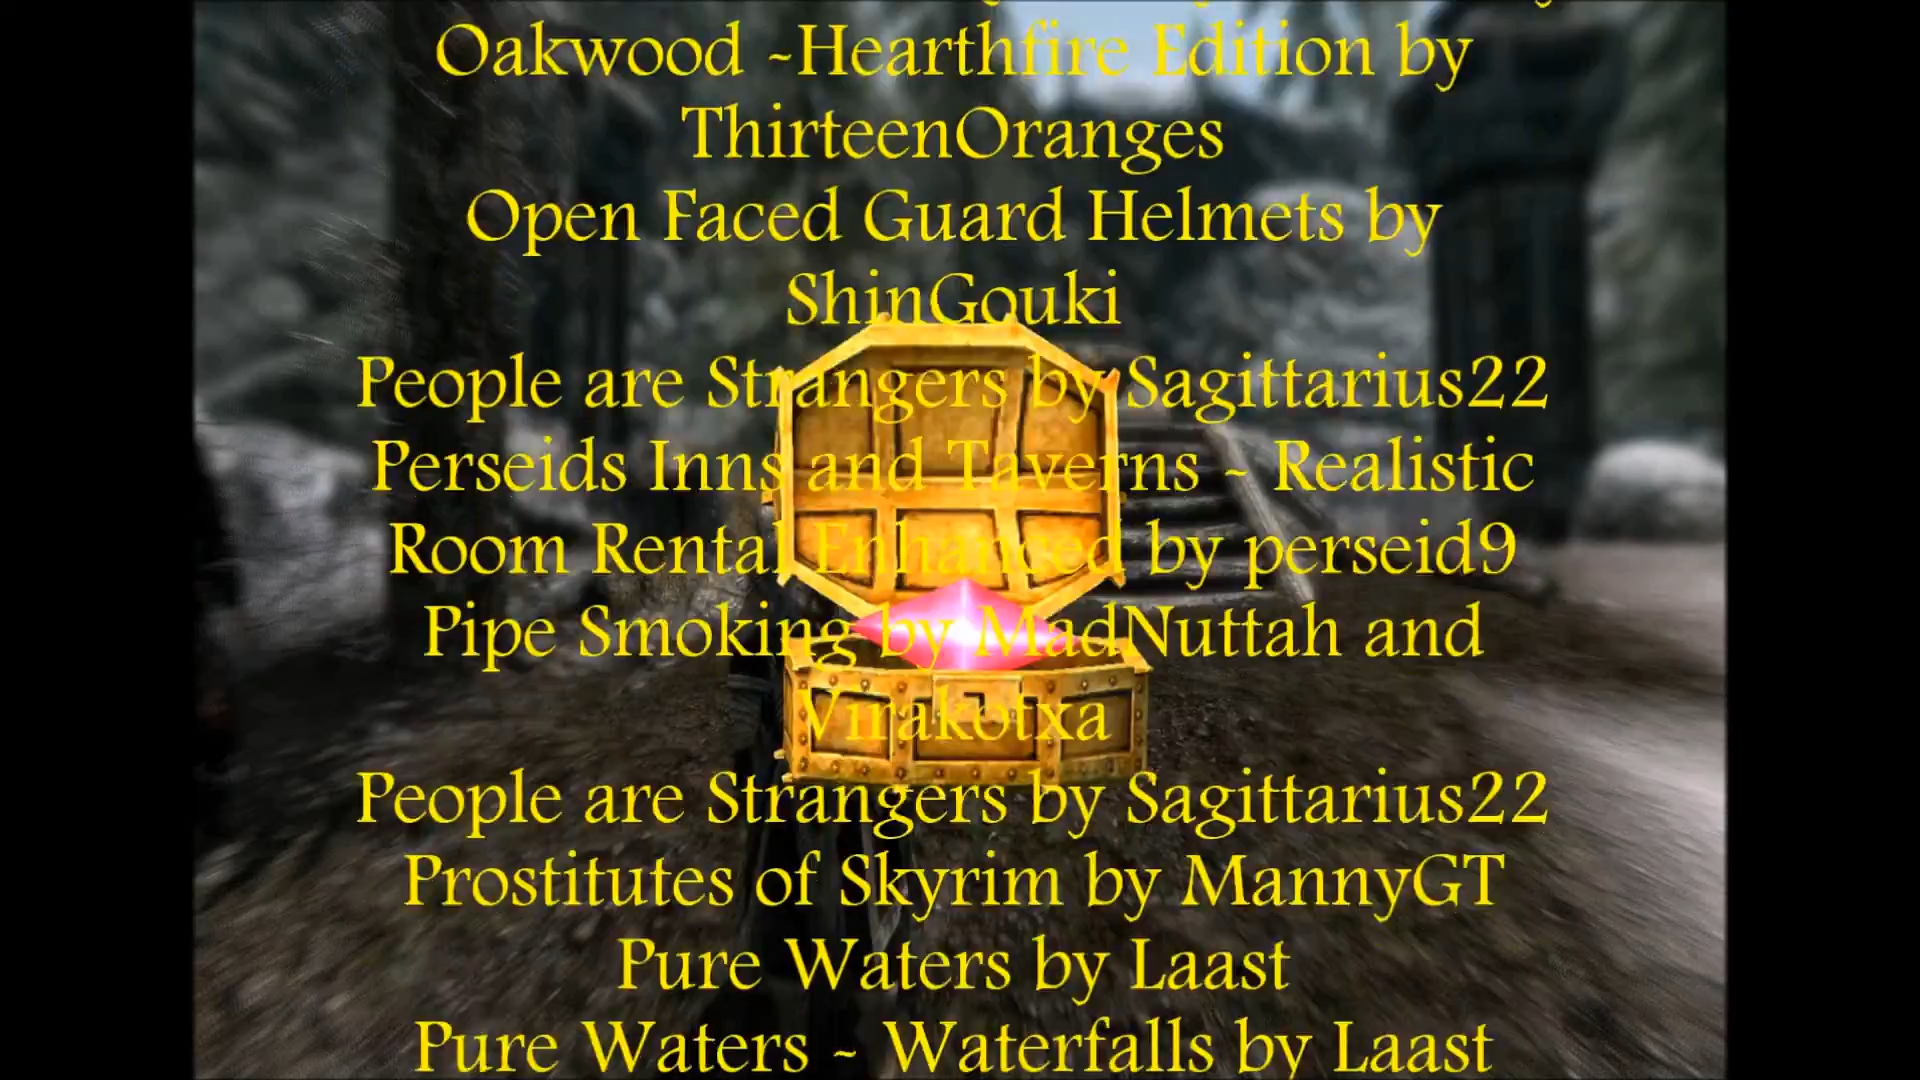 Oakwood -Hearthfire Edition by
ThirteenOranges
Open Faced Guard Helmets by
ShinGouki
People are Strangers by Sagittarius22
Perseids Inns and Taverns - Realistic
Room Rental Enhanced by perseid9
Pipe Smoking by MadNuttah and
Virakotxa
People are Strangers by Sagittarius22
Prostitutes of Skyrim by MannyGT
Pure Waters by Laast
Pure Waters - Waterfalls by Laast